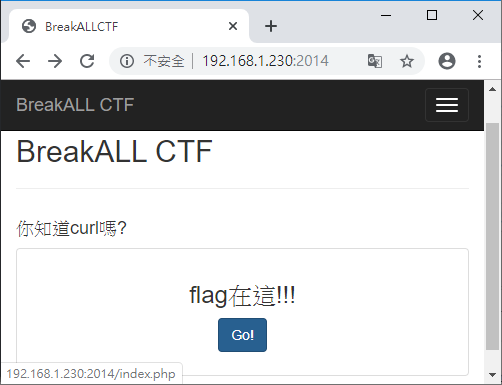 BreakALLCTF
不安全 192.168.1.230:2014
BreakALL CTF
BreakALL CTF
你知道curl嗎?
flag在這!!!
Go!
192.168.1.230:2014/index.php